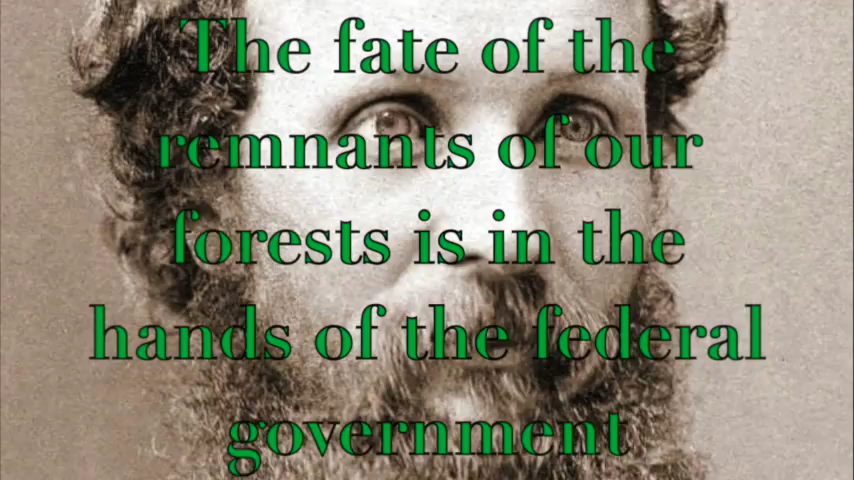 The fate of the
remnants of our
forests is in the
hands of the federal
government